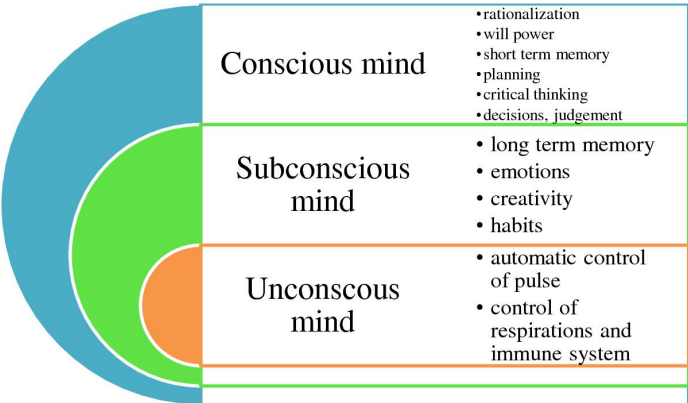 Conscious mind
•rationalization
•will power
•short term memory
•planning
•critical thinking
•decisions, judgement
Subconscious
mind
• long term memory
• emotions
• creativity
• habits
Unconscous
mind
• automatic control
of pulse
• control of
respirations and
immune system